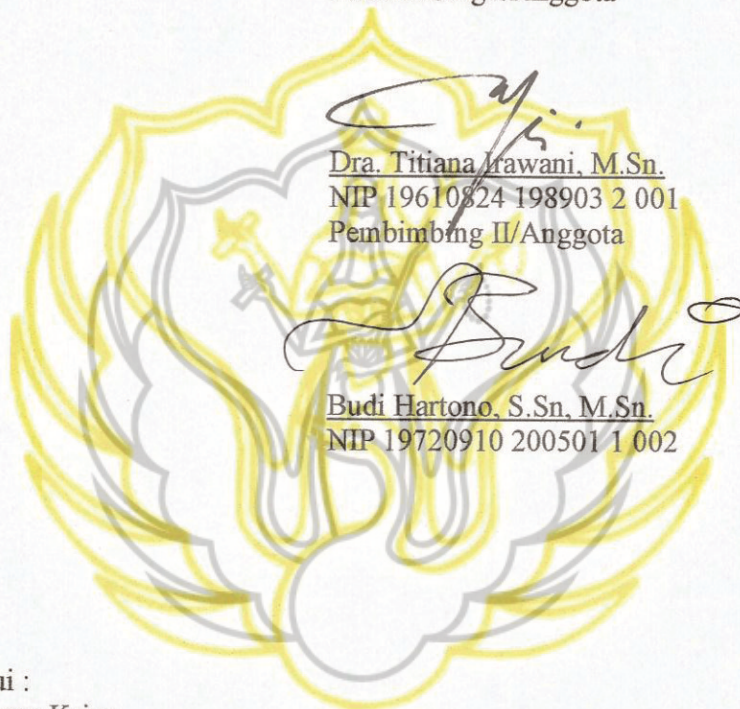 Dra. Titiana Irawani, M.Sn.
NIP 19610824 198903 2 001
Pembimbing II/Anggota
Budi
Budi Hartono, S.Sn, M.Sn.
NIP 19720910 200501 1 002